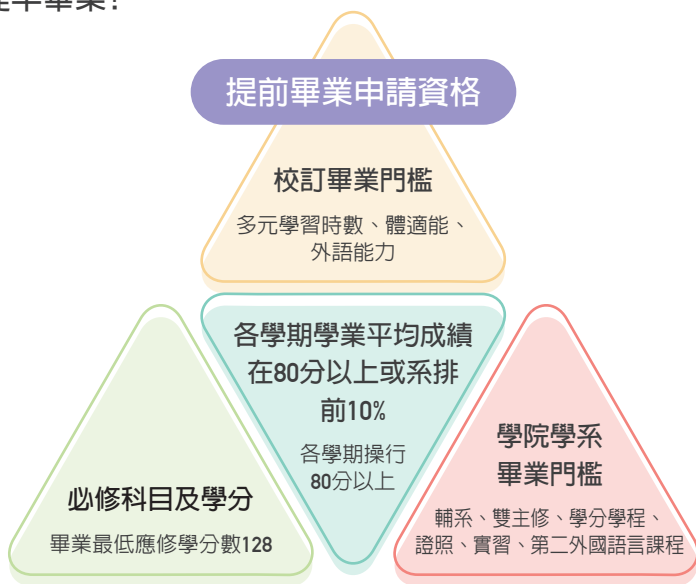 提前畢業申請資格
校訂畢業門檻
多元學習時數、體適能、
外語能力
各學期學業平均成績
在80分以上或系排
前10%
各學期操行
80分以上
必修科目及學分
畢業最低應修學分數128
學院學系
畢業門檻
輔系、雙主修、學分學程、
證照、實習、第二外國語言課程